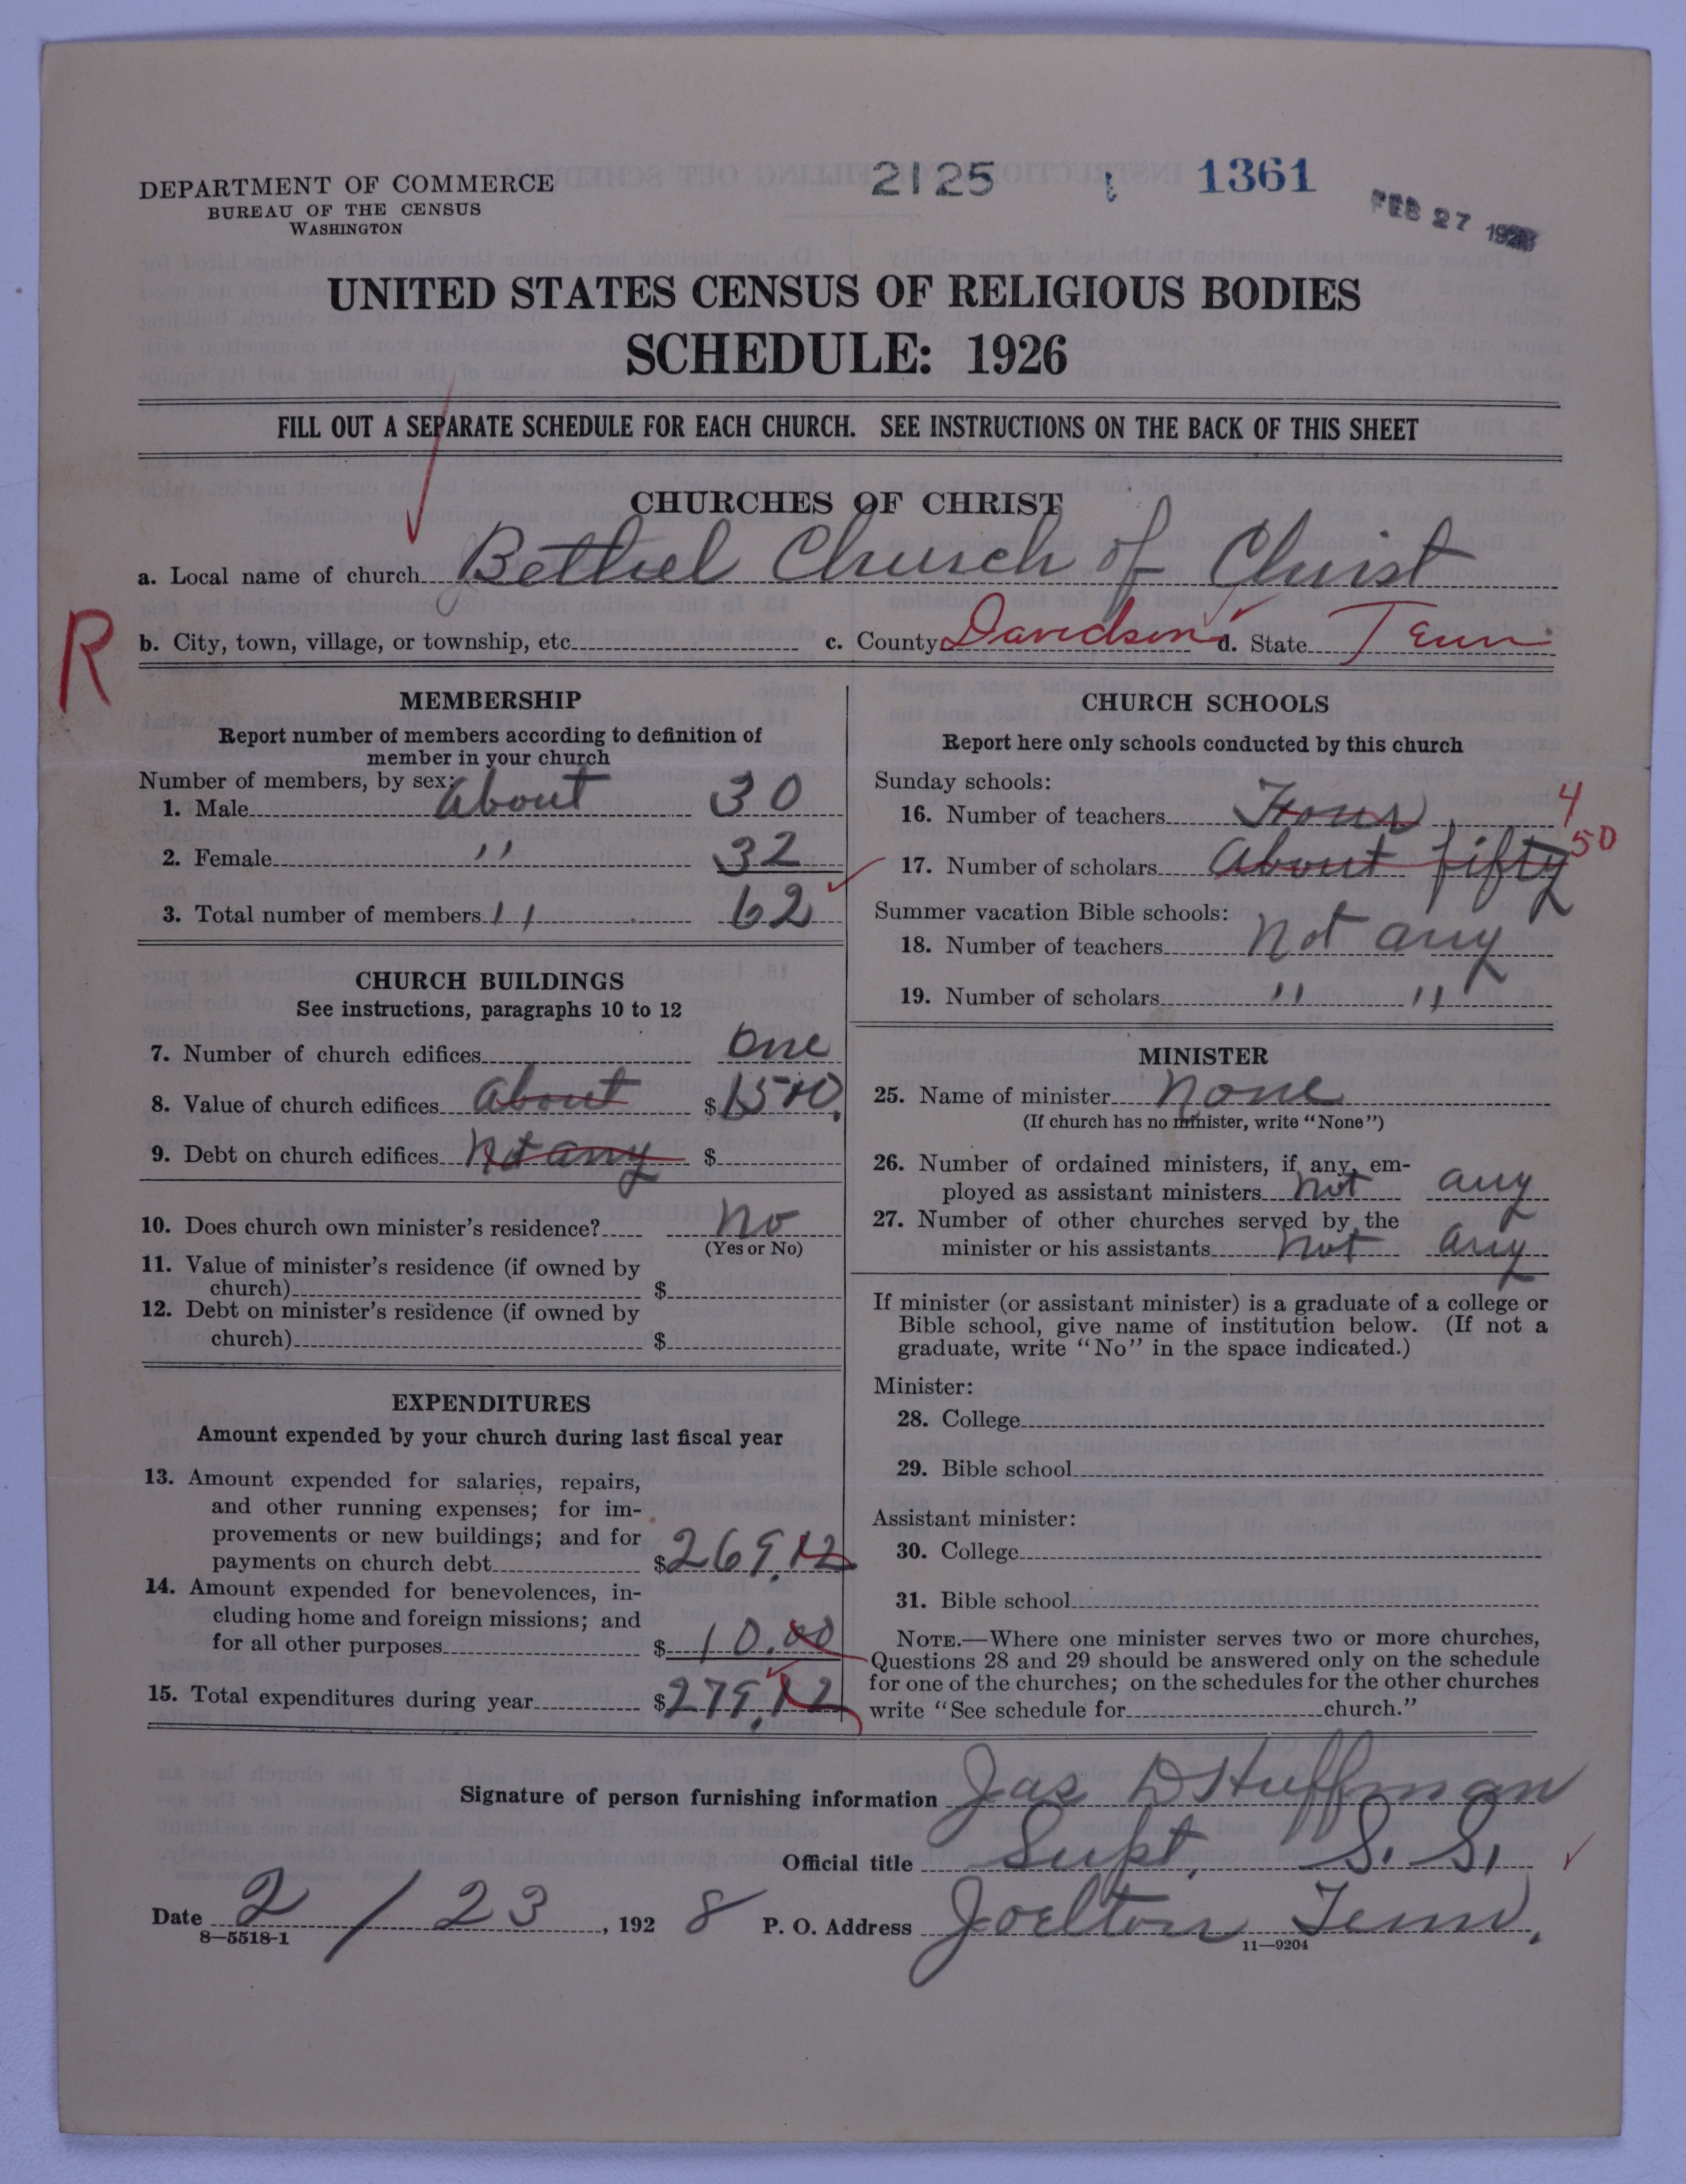 DEPARTMENT OF COMMERCE
BUREAU OF THE CENSUS
WASHINGTON
2125 1361
FEB 27
UNITED STATES CENSUS OF RELIGIOUS BODIES
SCHEDULE: 1926
FILL OUT A SEPARATE SCHEDULE FOR EACH CHURCH. SEE INSTRUCTIONS ON THE BACK OF THIS SHEET
CHURCHES OF CHRIST
a. Local name of church Bethel Church of Christ
R
b. City, town, village, or township, etc. c. County Davidson d. State Tenn
MEMBERSHIP
Report number of members according to definition of
member in your church
Number of members, by sex:
1. Male About 30
2. Female " 32
3. Total number of members " 62
CHURCH BUILDINGS
See instructions, paragraphs 10 to 12
7. Number of church edifices One
8. Value of church edifices About $1500.
9. Debt on church edifices Not any $
10. Does church own minister's residence? No
(Yes or No)
11. Value of minister's residence (if owned by
church) $
12. Debt on minister's residence (if owned by
church) $
EXPENDITURES
Amount expended by your church during last fiscal year
13. Amount expended for salaries, repairs,
and other running expenses; for im-
provements or new buildings; and for
payments on church debt $269.12
14. Amount expended for benevolences, in-
cluding home and foreign missions; and
for all other purposes $10.00
15. Total expenditures during year $279.12
CHURCH SCHOOLS
Report here only schools conducted by this church
Sunday schools:
16. Number of teachers Four 4
17. Number of scholars About fifty 50
Summer vacation Bible schools:
18. Number of teachers Not any
19. Number of scholars " "
MINISTER
25. Name of minister None
(If church has no minister, write "None")
26. Number of ordained ministers, if any, em-
ployed as assistant ministers Not any
27. Number of other churches served by the
minister or his assistants Not any
If minister (or assistant minister) is a graduate of a college or
Bible school, give name of institution below. (If not a
graduate, write "No" in the space indicated.)
Minister:
28. College
29. Bible school
Assistant minister:
30. College
31. Bible school
NOTE.—Where one minister serves two or more churches,
Questions 28 and 29 should be answered only on the schedule
for one of the churches; on the schedules for the other churches
write "See schedule for church."
Signature of person furnishing information Jas D Huffman
Official title Supt. S. S.
Date 2/23, 1928 P. O. Address Joelton Tenn.
8—5518-1 11—9204